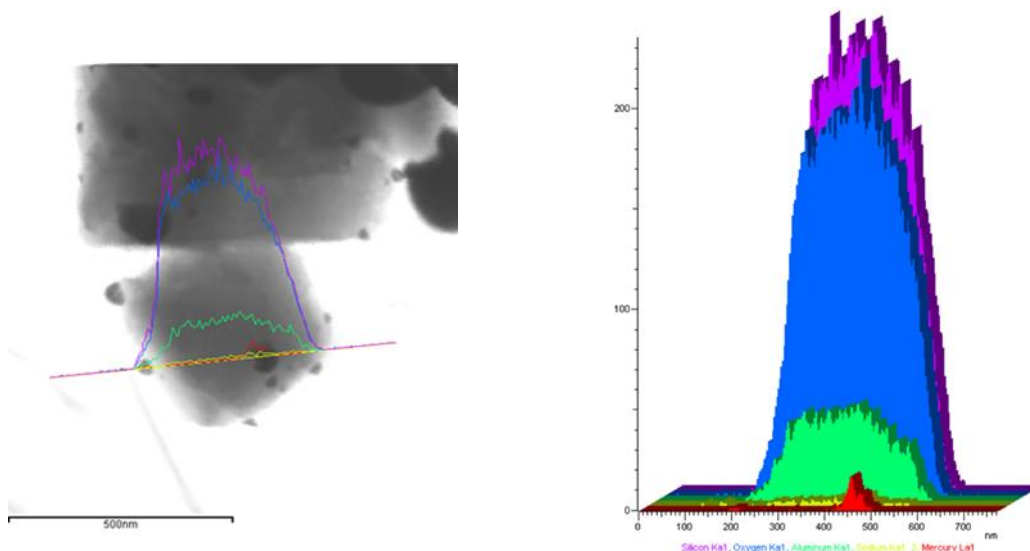 500nm
200
100
0
0 100 200 300 400 500 600 700 nm
Silicon Ka1, Oxygen Ka1, Aluminum Ka1, Sodium Ka1_2, Mercury La1